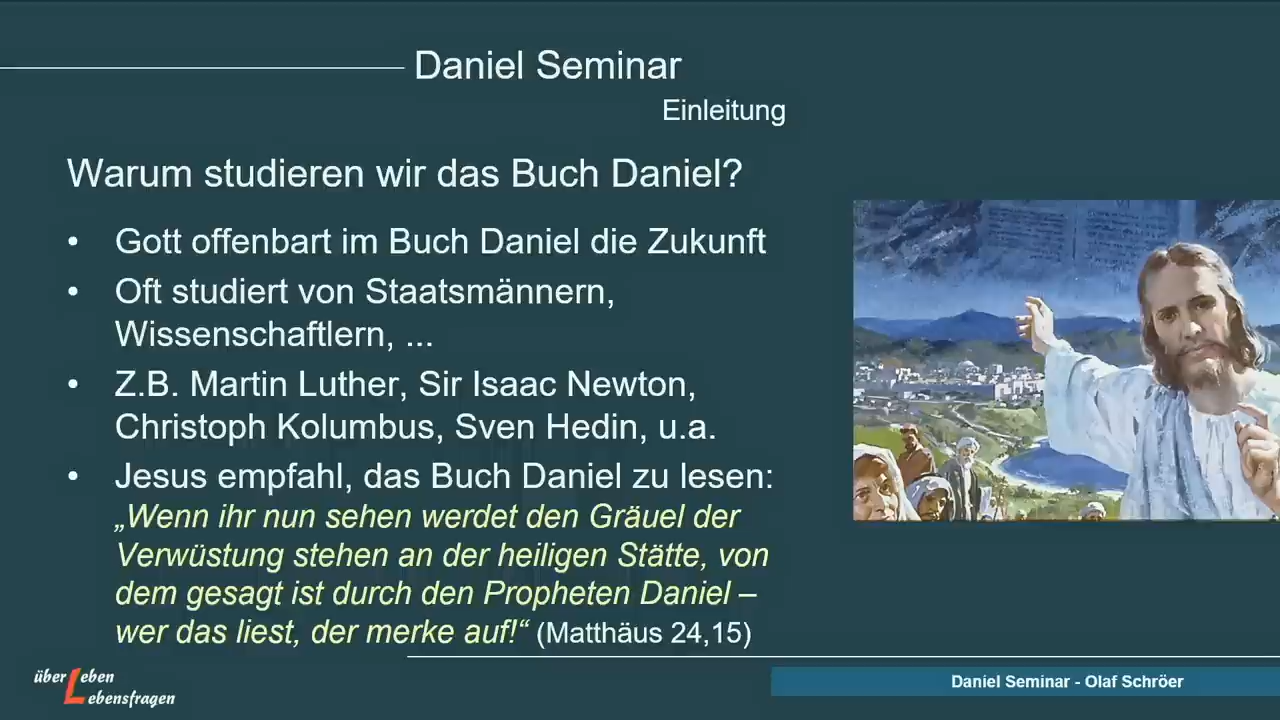 Daniel Seminar
Einleitung
Warum studieren wir das Buch Daniel?
• Gott offenbart im Buch Daniel die Zukunft
• Oft studiert von Staatsmännern,
Wissenschaftlern, ...
• Z.B. Martin Luther, Sir Isaac Newton,
Christoph Kolumbus, Sven Hedin, u.a.
• Jesus empfahl, das Buch Daniel zu lesen:
„Wenn ihr nun sehen werdet den Gräuel der
Verwüstung stehen an der heiligen Stätte, von
dem gesagt ist durch den Propheten Daniel –
wer das liest, der merke auf!“ (Matthäus 24,15)
über Leben
Lebensfragen
Daniel Seminar - Olaf Schröer